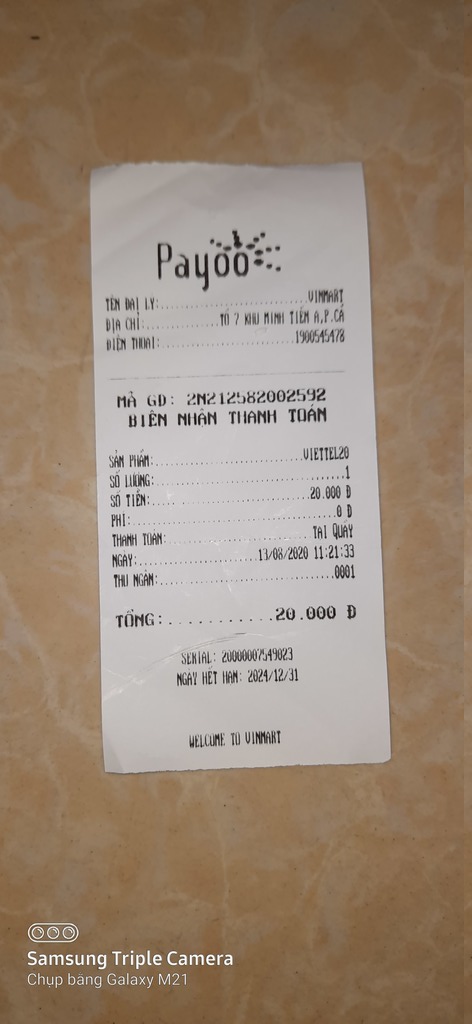 Payoo
TÊN ĐẠI LÝ:....................VINMART
ĐỊA CHỈ:............TỔ 7 KHU MINH TIẾN A,P.CẢ
ĐIỆN THOẠI:....................1900545478
MÃ GD: 2N212582002592
BIÊN NHẬN THANH TOÁN
SẢN PHẨM:....................VIETTEL20
SỐ LƯỢNG:....................1
SỐ TIỀN:....................20.000 Đ
PHÍ:....................0 Đ
THANH TOÁN:....................TẠI QUẦY
NGÀY:....................13/08/2020 11:21:33
THU NGÂN:....................0001
TỔNG:...........20.000 Đ
SERIAL: 20000007549023
NGÀY HẾT HẠN: 2024/12/31
WELCOME TO VINMART
Samsung Triple Camera
Chụp bằng Galaxy M21